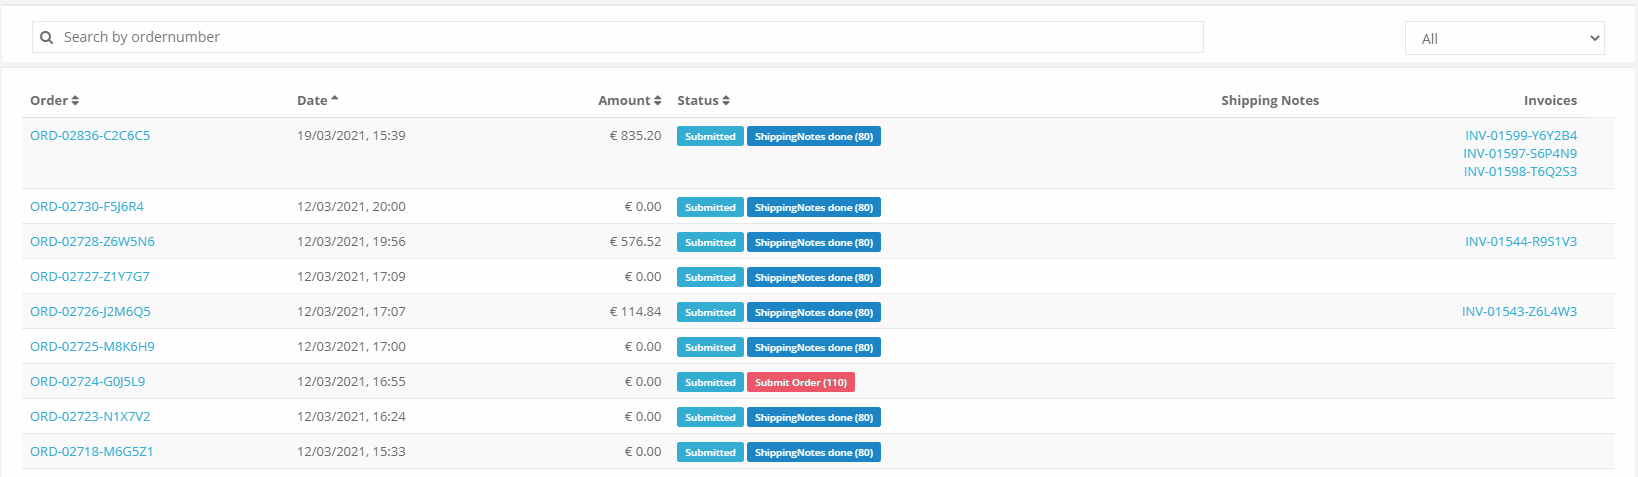 Search by ordernumber
All
Order Date Amount Status Shipping Notes Invoices
ORD-02836-C2C6C5 19/03/2021, 15:39 € 835.20 Submitted ShippingNotes done (80) INV-01599-Y6Y2B4
INV-01597-S6P4N9
INV-01598-T6Q2S3
ORD-02730-F5J6R4 12/03/2021, 20:00 € 0.00 Submitted ShippingNotes done (80)
ORD-02728-Z6W5N6 12/03/2021, 19:56 € 576.52 Submitted ShippingNotes done (80) INV-01544-R9S1V3
ORD-02727-Z1Y7G7 12/03/2021, 17:09 € 0.00 Submitted ShippingNotes done (80)
ORD-02726-J2M6Q5 12/03/2021, 17:07 € 114.84 Submitted ShippingNotes done (80) INV-01543-Z6L4W3
ORD-02725-M8K6H9 12/03/2021, 17:00 € 0.00 Submitted ShippingNotes done (80)
ORD-02724-G0J5L9 12/03/2021, 16:55 € 0.00 Submitted Submit Order (110)
ORD-02723-N1X7V2 12/03/2021, 16:24 € 0.00 Submitted ShippingNotes done (80)
ORD-02718-M6G5Z1 12/03/2021, 15:33 € 0.00 Submitted ShippingNotes done (80)